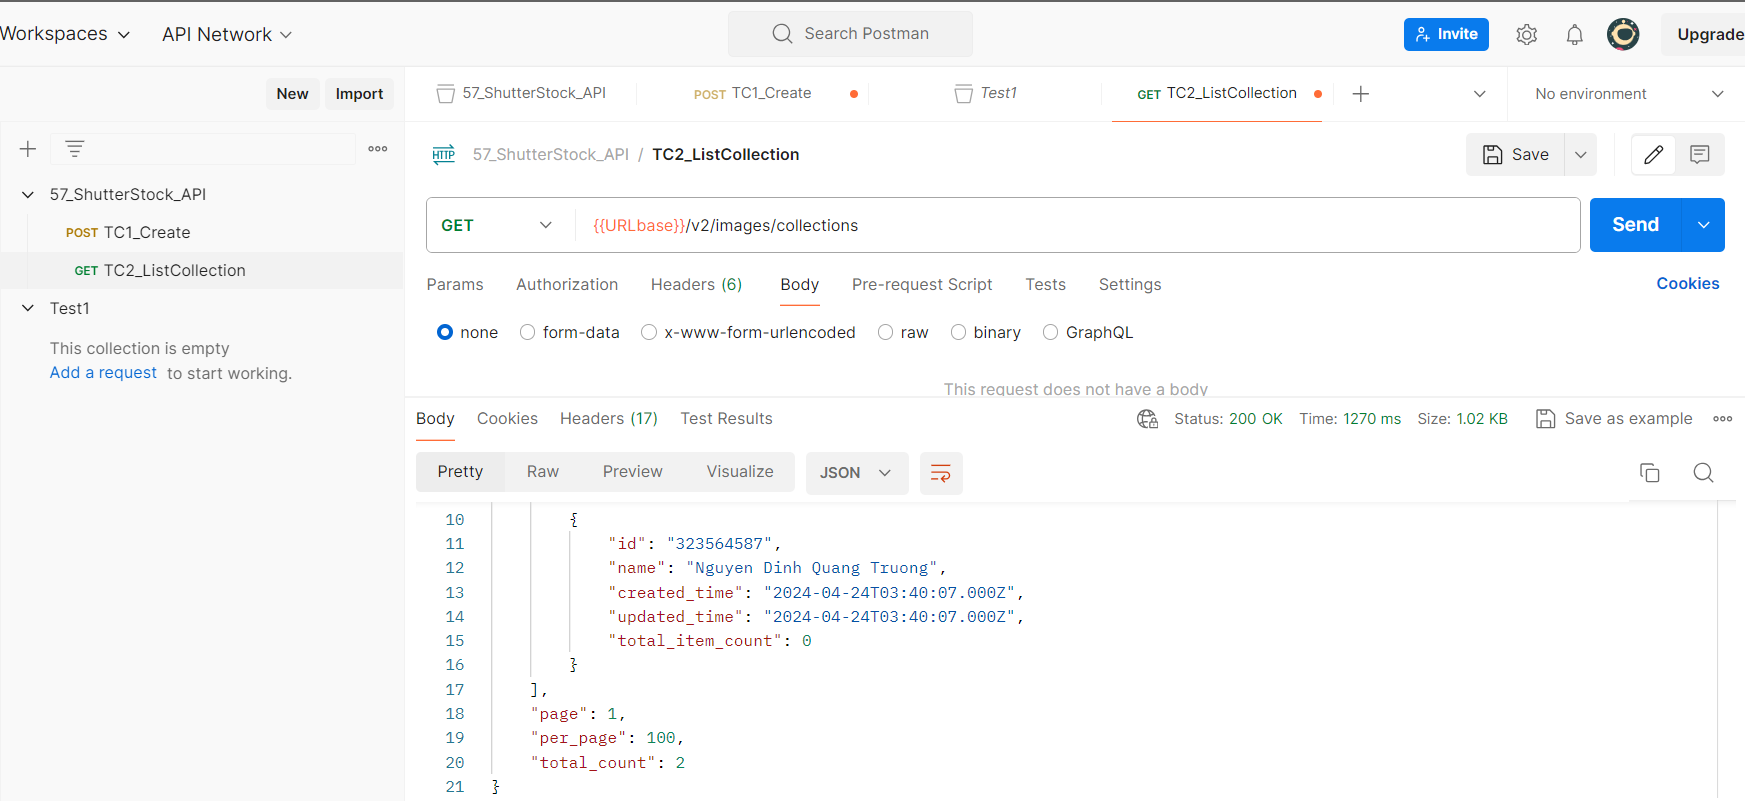 Workspaces API Network Search Postman Invite Upgrade
New Import 57_ShutterStock_API POST TC1_Create Test1 GET TC2_ListCollection No environment
HTTP 57_ShutterStock_API / TC2_ListCollection Save
57_ShutterStock_API
POST TC1_Create
GET TC2_ListCollection
Test1
This collection is empty
Add a request to start working.
GET {{URLbase}}/v2/images/collections Send
Params Authorization Headers (6) Body Pre-request Script Tests Settings Cookies
none form-data x-www-form-urlencoded raw binary GraphQL
This request does not have a body
Body Cookies Headers (17) Test Results Status: 200 OK Time: 1270 ms Size: 1.02 KB Save as example
Pretty Raw Preview Visualize JSON
10 {
11 "id": "323564587",
12 "name": "Nguyen Dinh Quang Truong",
13 "created_time": "2024-04-24T03:40:07.000Z",
14 "updated_time": "2024-04-24T03:40:07.000Z",
15 "total_item_count": 0
16 }
17 ],
18 "page": 1,
19 "per_page": 100,
20 "total_count": 2
21 }